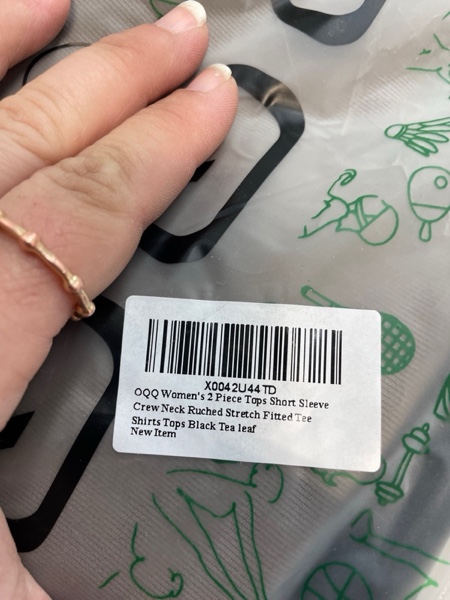 X0042U44TD
OQQ Women's 2 Piece Tops Short Sleeve
Crew Neck Ruched Stretch Fitted Tee
Shirts Tops Black Tea leaf
New Item